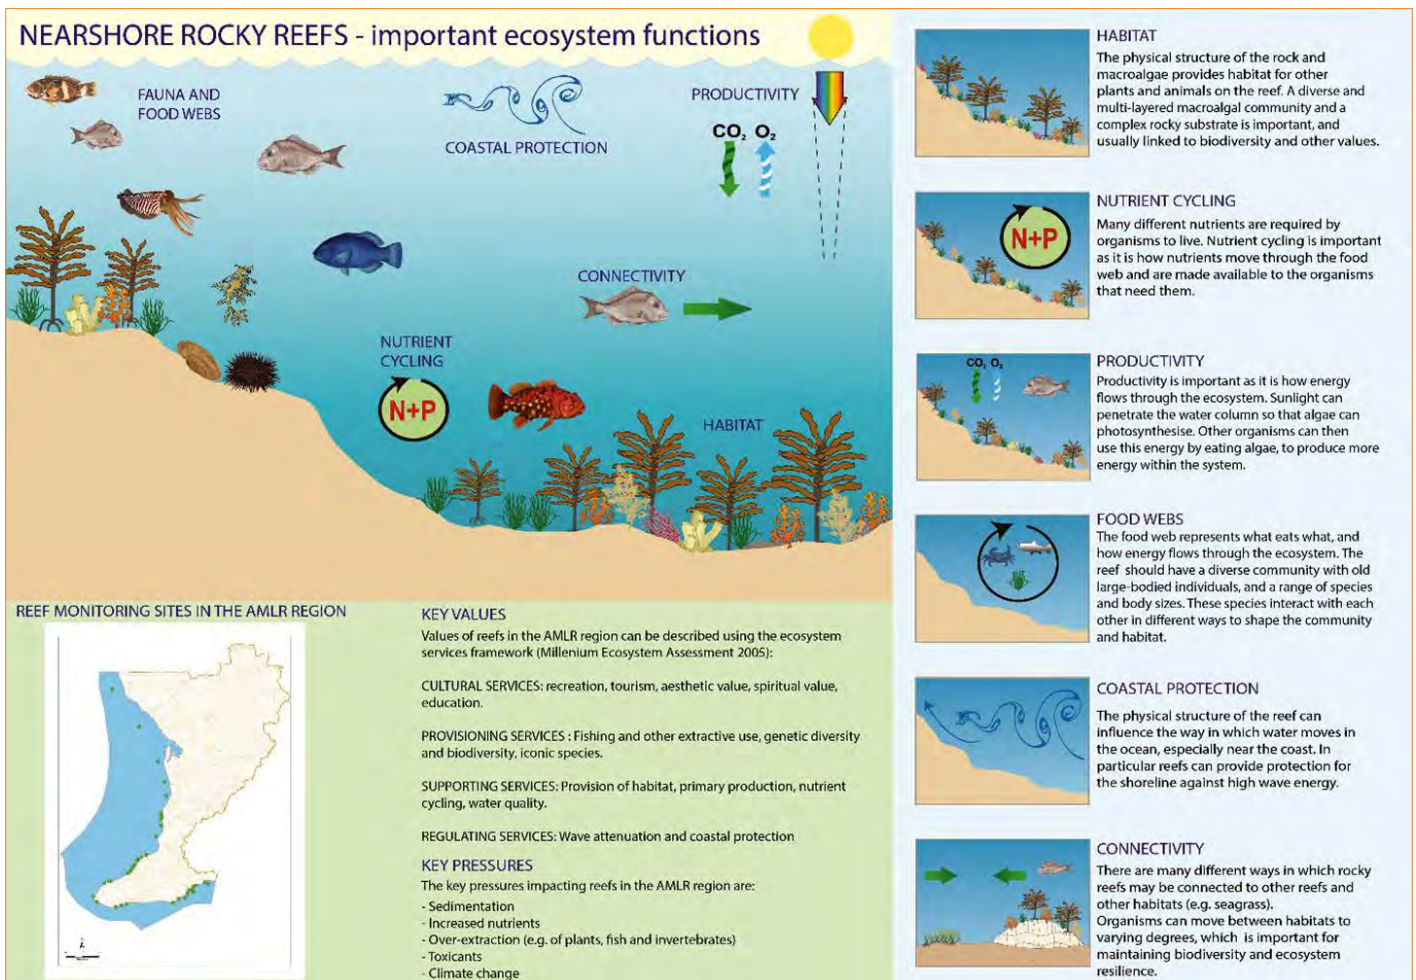 NEARSHORE ROCKY REEFS - important ecosystem functions
FAUNA AND
FOOD WEBS
COASTAL PROTECTION
PRODUCTIVITY
CO2 O2
CONNECTIVITY
NUTRIENT
CYCLING
N+P
HABITAT
REEF MONITORING SITES IN THE AMLR REGION
KEY VALUES
Values of reefs in the AMLR region can be described using the ecosystem
services framework (Millenium Ecosystem Assessment 2005):
CULTURAL SERVICES: recreation, tourism, aesthetic value, spiritual value,
education.
PROVISIONING SERVICES : Fishing and other extractive use, genetic diversity
and biodiversity, iconic species.
SUPPORTING SERVICES: Provision of habitat, primary production, nutrient
cycling, water quality.
REGULATING SERVICES: Wave attenuation and coastal protection
KEY PRESSURES
The key pressures impacting reefs in the AMLR region are:
- Sedimentation
- Increased nutrients
- Over-extraction (e.g. of plants, fish and invertebrates)
- Toxicants
- Climate change
HABITAT
The physical structure of the rock and
macroalgae provides habitat for other
plants and animals on the reef. A diverse and
multi-layered macroalgal community and a
complex rocky substrate is important, and
usually linked to biodiversity and other values.
N+P
NUTRIENT CYCLING
Many different nutrients are required by
organisms to live. Nutrient cycling is important
as it is how nutrients move through the food
web and are made available to the organisms
that need them.
CO2 O2
PRODUCTIVITY
Productivity is important as it is how energy
flows through the ecosystem. Sunlight can
penetrate the water column so that algae can
photosynthesise. Other organisms can then
use this energy by eating algae, to produce more
energy within the system.
FOOD WEBS
The food web represents what eats what, and
how energy flows through the ecosystem. The
reef should have a diverse community with old
large-bodied individuals, and a range of species
and body sizes. These species interact with each
other in different ways to shape the community
and habitat.
COASTAL PROTECTION
The physical structure of the reef can
influence the way in which water moves in
the ocean, especially near the coast. In
particular reefs can provide protection for
the shoreline against high wave energy.
CONNECTIVITY
There are many different ways in which rocky
reefs may be connected to other reefs and
other habitats (e.g. seagrass).
Organisms can move between habitats to
varying degrees, which is important for
maintaining biodiversity and ecosystem
resilience.